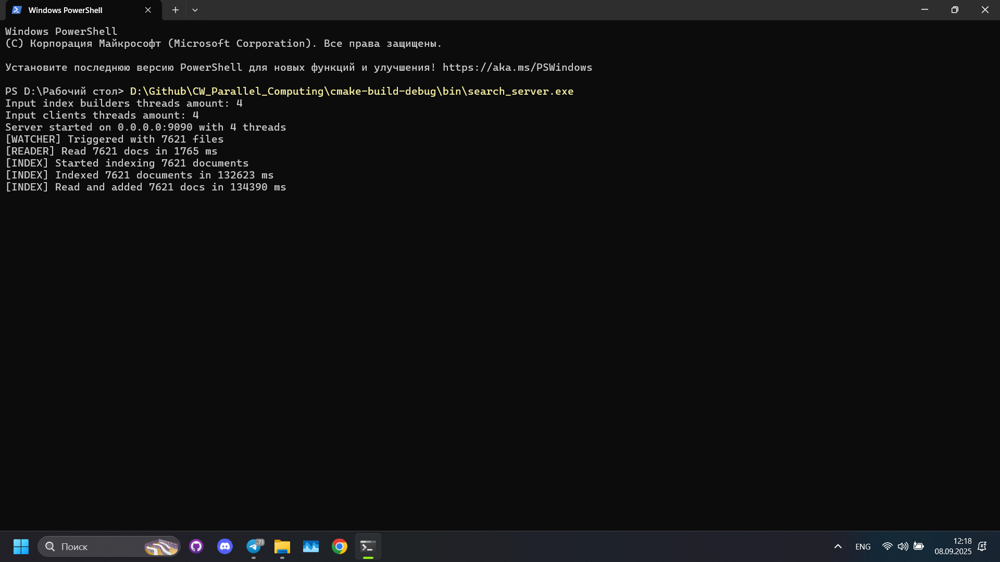 Windows PowerShell
Windows PowerShell
(C) Корпорация Майкрософт (Microsoft Corporation). Все права защищены.
Установите последнюю версию PowerShell для новых функций и улучшения! https://aka.ms/PSWindows
PS D:\Рабочий стол> D:\Github\CW_Parallel_Computing\cmake-build-debug\bin\search_server.exe
Input index builders threads amount: 4
Input clients threads amount: 4
Server started on 0.0.0.0:9090 with 4 threads
[WATCHER] Triggered with 7621 files
[READER] Read 7621 docs in 1765 ms
[INDEX] Started indexing 7621 documents
[INDEX] Indexed 7621 documents in 132623 ms
[INDEX] Read and added 7621 docs in 134390 ms
Поиск
..71
ENG
12:18
08.09.2025